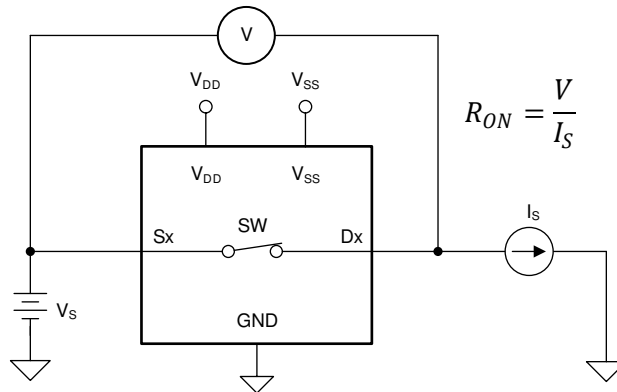 V
V_DD V_SS
R_ON = V/I_S
V_DD V_SS
SW
Sx Dx
I_S
V_S
GND